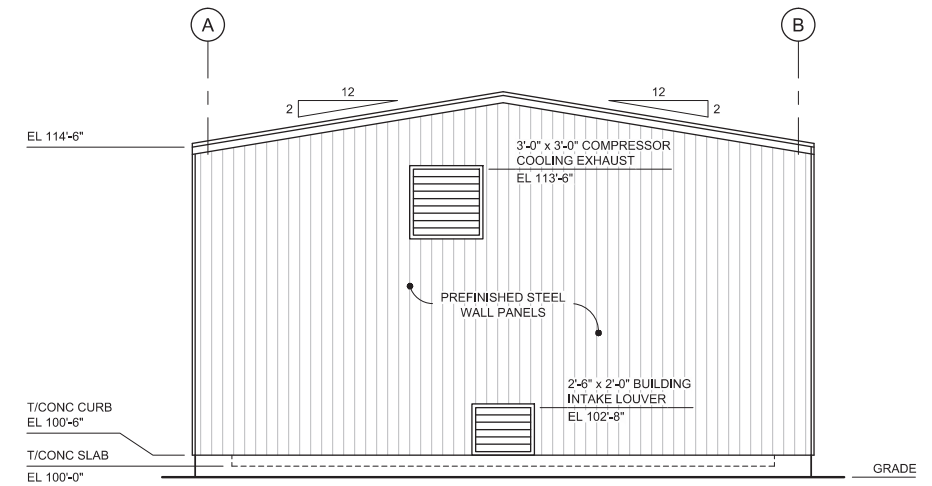 A
B
12
2
12
2
EL 114'-6"
3'-0" x 3'-0" COMPRESSOR
COOLING EXHAUST
EL 113'-6"
PREFINISHED STEEL
WALL PANELS
2'-6" x 2'-0" BUILDING
INTAKE LOUVER
EL 102'-8"
T/CONC CURB
EL 100'-6"
T/CONC SLAB
EL 100'-0"
GRADE